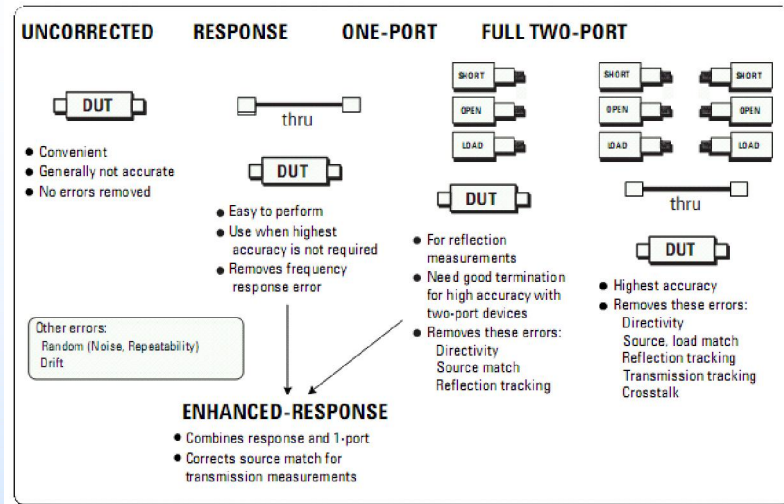 UNCORRECTED
RESPONSE
ONE-PORT
FULL TWO-PORT
DUT
● Convenient
● Generally not accurate
● No errors removed
thru
DUT
● Easy to perform
● Use when highest
accuracy is not required
● Removes frequency
response error
SHORT
OPEN
LOAD
DUT
● For reflection
measurements
● Need good termination
for high accuracy with
two-port devices
● Removes these errors:
Directivity
Source match
Reflection tracking
SHORT
SHORT
OPEN
OPEN
LOAD
LOAD
thru
DUT
● Highest accuracy
● Removes these errors:
Directivity
Source, load match
Reflection tracking
Transmission tracking
Crosstalk
Other errors:
Random (Noise, Repeatability)
Drift
ENHANCED-RESPONSE
● Combines response and 1-port
● Corrects source match for
transmission measurements